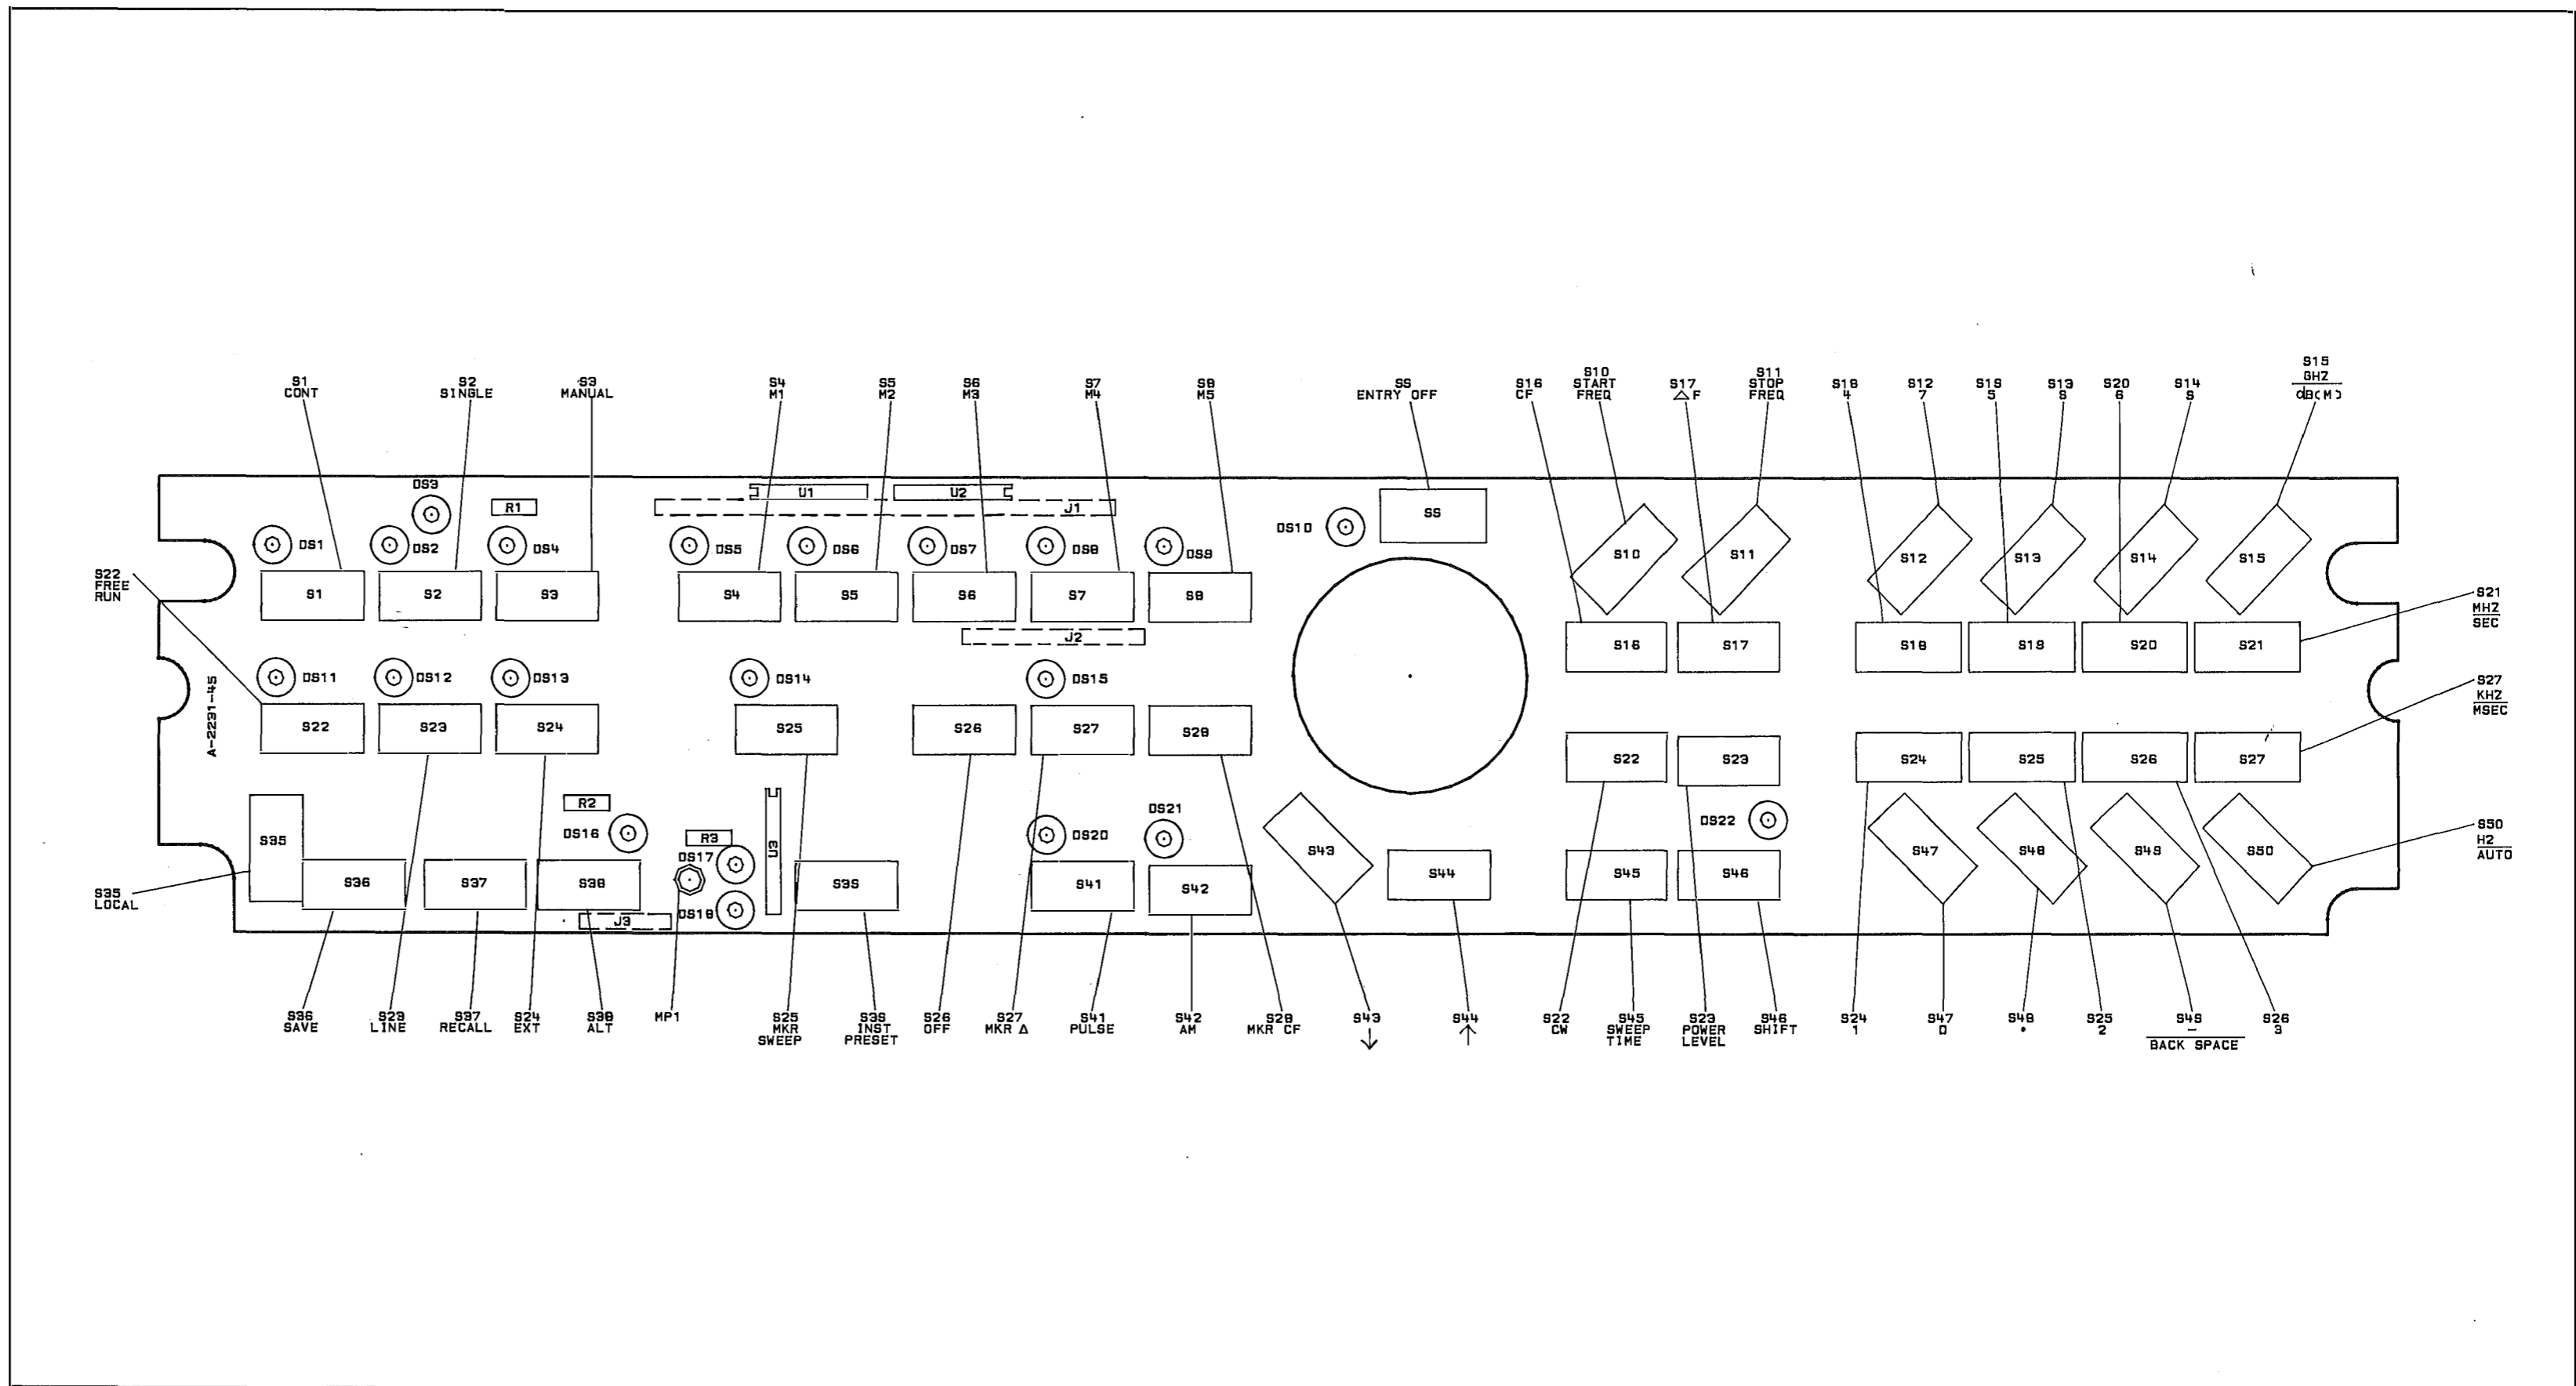 S1
CONT
S2
SINGLE
S3
MANUAL
S4
M1
S5
M2
S6
M3
S7
M4
S8
M5
S9
ENTRY OFF
S16
CF
S10
START
FREQ
S17
△F
S11
STOP
FREQ
S18
4
S12
7
S19
5
S13
8
S20
6
S14
9
S15
GHZ
dB(M)
DS3
R1
U1
U2
J1
DS1
DS2
DS4
DS5
DS6
DS7
DS8
DS9
DS10
S9
S10
S11
S12
S13
S14
S15
S22
FREE
RUN
S1
S2
S3
S4
S5
S6
S7
S8
J2
S16
S17
S18
S19
S20
S21
S21
MHZ
SEC
A-2291-45
DS11
DS12
DS13
DS14
DS15
S22
S23
S24
S25
S26
S27
S28
S22
S23
S24
S25
S26
S27
S27
KHZ
MSEC
S35
R2
DS16
R3
DS17
U3
DS20
DS21
DS22
S43
S44
S45
S46
S47
S48
S49
S50
S50
HZ
AUTO
S35
LOCAL
S36
S37
S38
DS18
J3
S39
S41
S42
S36
SAVE
S23
LINE
S37
RECALL
S24
EXT
S38
ALT
MP1
S25
MKR
SWEEP
S39
INST
PRESET
S26
OFF
S27
MKR Δ
S41
PULSE
S42
AM
S28
MKR CF
S43
↓
S44
↑
S22
CW
S45
SWEEP
TIME
S23
POWER
LEVEL
S46
SHIFT
S24
1
S47
0
S48
•
S25
2
S49
–
BACK SPACE
S26
3